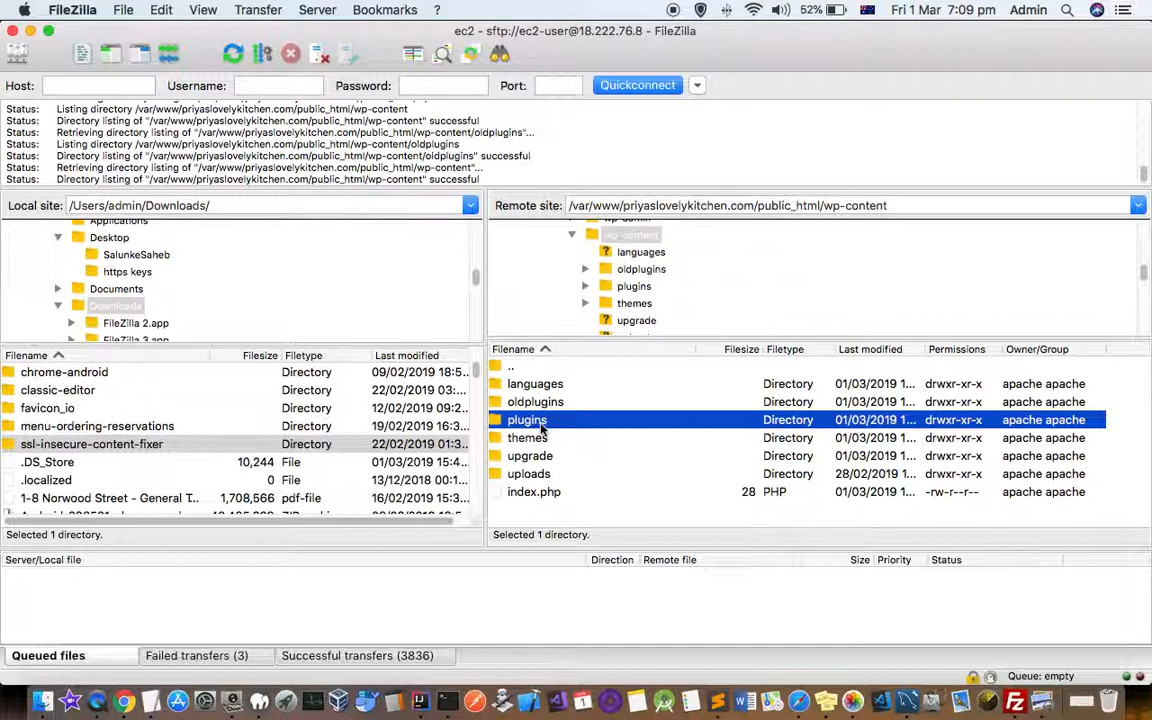 FileZilla File Edit View Transfer Server Bookmarks ? 52% Fri 1 Mar 7:09 pm Admin
ec2 - sftp://ec2-user@18.222.76.8 - FileZilla
Host: Username: Password: Port: Quickconnect
Status: Listing directory /var/www/priyaslovelykitchen.com/public_html/wp-content
Status: Directory listing of "/var/www/priyaslovelykitchen.com/public_html/wp-content" successful
Status: Retrieving directory listing of "/var/www/priyaslovelykitchen.com/public_html/wp-content/oldplugins"...
Status: Listing directory /var/www/priyaslovelykitchen.com/public_html/wp-content/oldplugins
Status: Directory listing of "/var/www/priyaslovelykitchen.com/public_html/wp-content/oldplugins" successful
Status: Retrieving directory listing of "/var/www/priyaslovelykitchen.com/public_html/wp-content"...
Status: Directory listing of "/var/www/priyaslovelykitchen.com/public_html/wp-content" successful
Local site: /Users/admin/Downloads/
Applications
Desktop
SalunkeSaheb
https keys
Documents
Downloads
FileZilla 2.app
FileZilla 3.app
Filename Filesize Filetype Last modified
chrome-android Directory 09/02/2019 18:5...
classic-editor Directory 22/02/2019 03:...
favicon_io Directory 12/02/2019 09:2...
menu-ordering-reservations Directory 19/02/2019 16:3...
ssl-insecure-content-fixer Directory 22/02/2019 01:3...
.DS_Store 10,244 File 01/03/2019 15:4...
.localized 0 File 13/12/2018 00:1...
1-8 Norwood Street - General T... 1,708,566 pdf-file 16/02/2019 15:3...
Selected 1 directory.
Remote site: /var/www/priyaslovelykitchen.com/public_html/wp-content
wp-admin
wp-content
languages
oldplugins
plugins
themes
upgrade
Filename Filesize Filetype Last modified Permissions Owner/Group
..
languages Directory 01/03/2019 1... drwxr-xr-x apache apache
oldplugins Directory 01/03/2019 1... drwxr-xr-x apache apache
plugins Directory 01/03/2019 1... drwxr-xr-x apache apache
themes Directory 01/03/2019 1... drwxr-xr-x apache apache
upgrade Directory 01/03/2019 1... drwxr-xr-x apache apache
uploads Directory 28/02/2019 1... drwxr-xr-x apache apache
index.php 28 PHP 01/03/2019 1... -rw-r--r-- apache apache
Selected 1 directory.
Server/Local file Direction Remote file Size Priority Status
Queued files Failed transfers (3) Successful transfers (3836)
Queue: empty